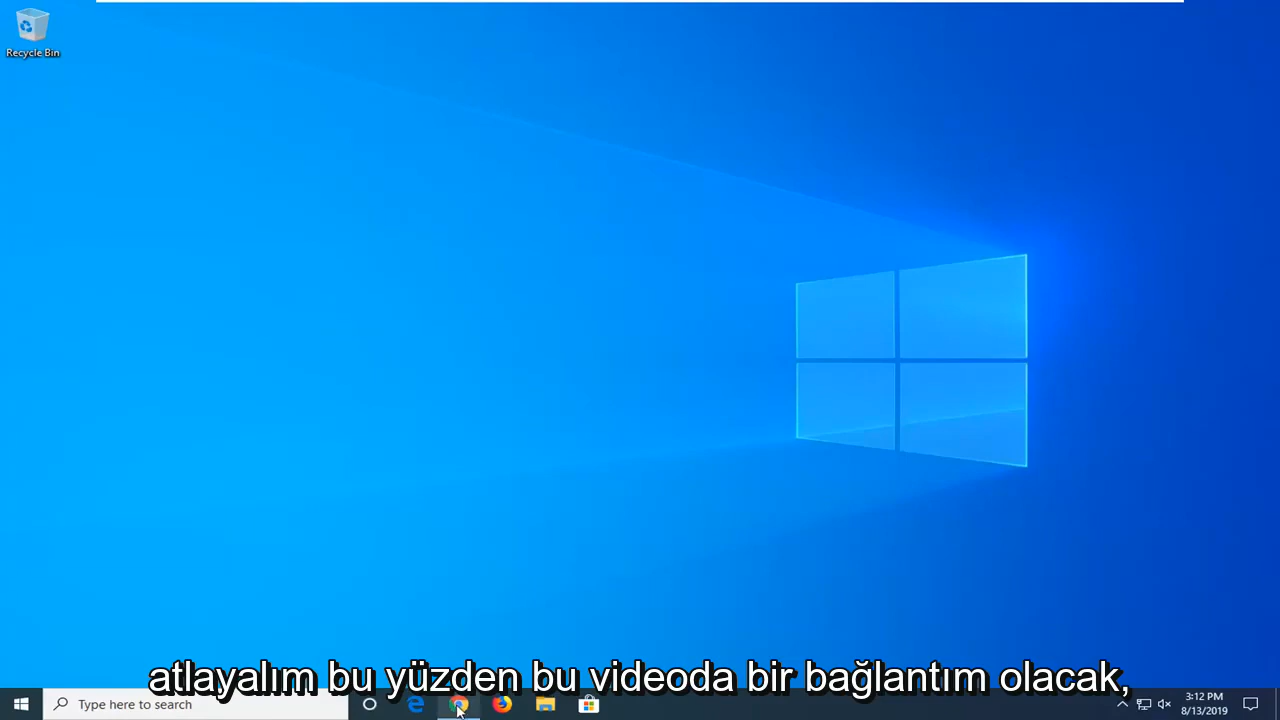 Recycle Bin
atlayalım bu yüzden bu videoda bir bağlantım olacak,
Type here to search
3:12 PM
8/13/2019